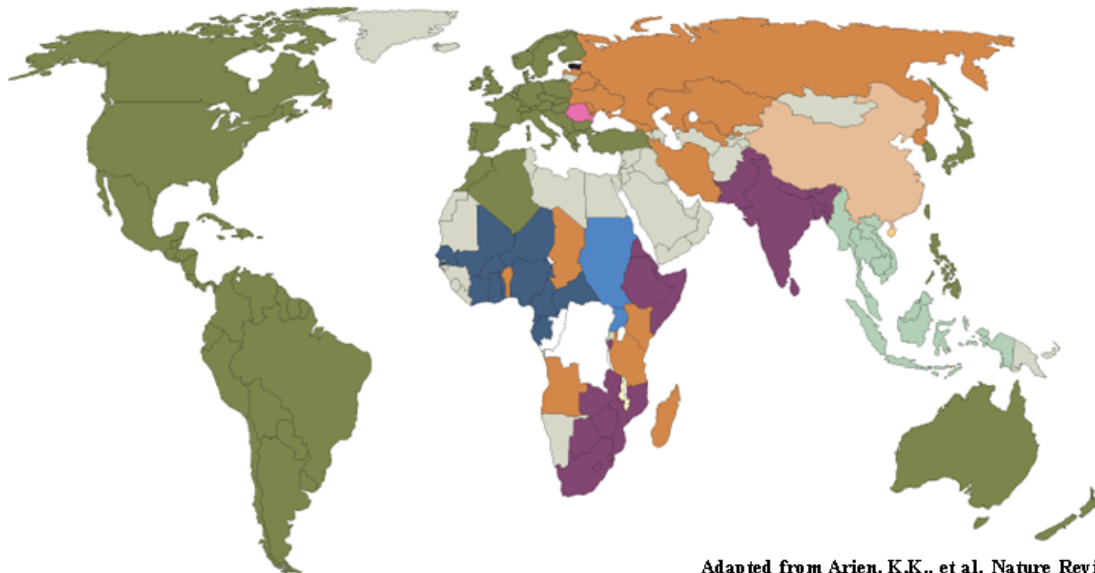 Adapted from Arien, K.K., et al. Nature Revi